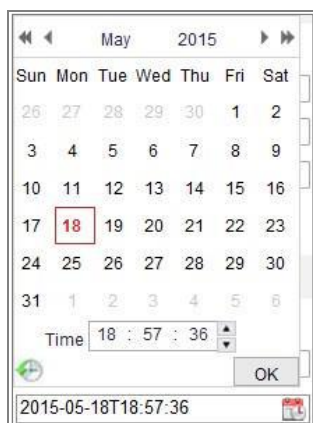 May 2015
Sun Mon Tue Wed Thu Fri Sat
26 27 28 29 30 1 2
3 4 5 6 7 8 9
10 11 12 13 14 15 16
17 18 19 20 21 22 23
24 25 26 27 28 29 30
31 1 2 3 4 5 6
Time 18 : 57 : 36
OK
2015-05-18T18:57:36